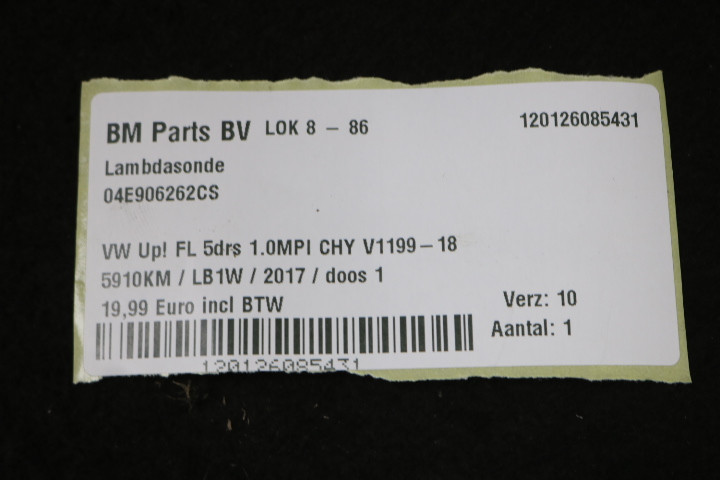 BM Parts BV LOK 8 - 86 120126085431
Lambdasonde
04E906262CS
VW Up! FL 5drs 1.0MPI CHY V1199-18
5910KM / LB1W / 2017 / doos 1
19,99 Euro incl BTW
Verz: 10
Aantal: 1
120126085431